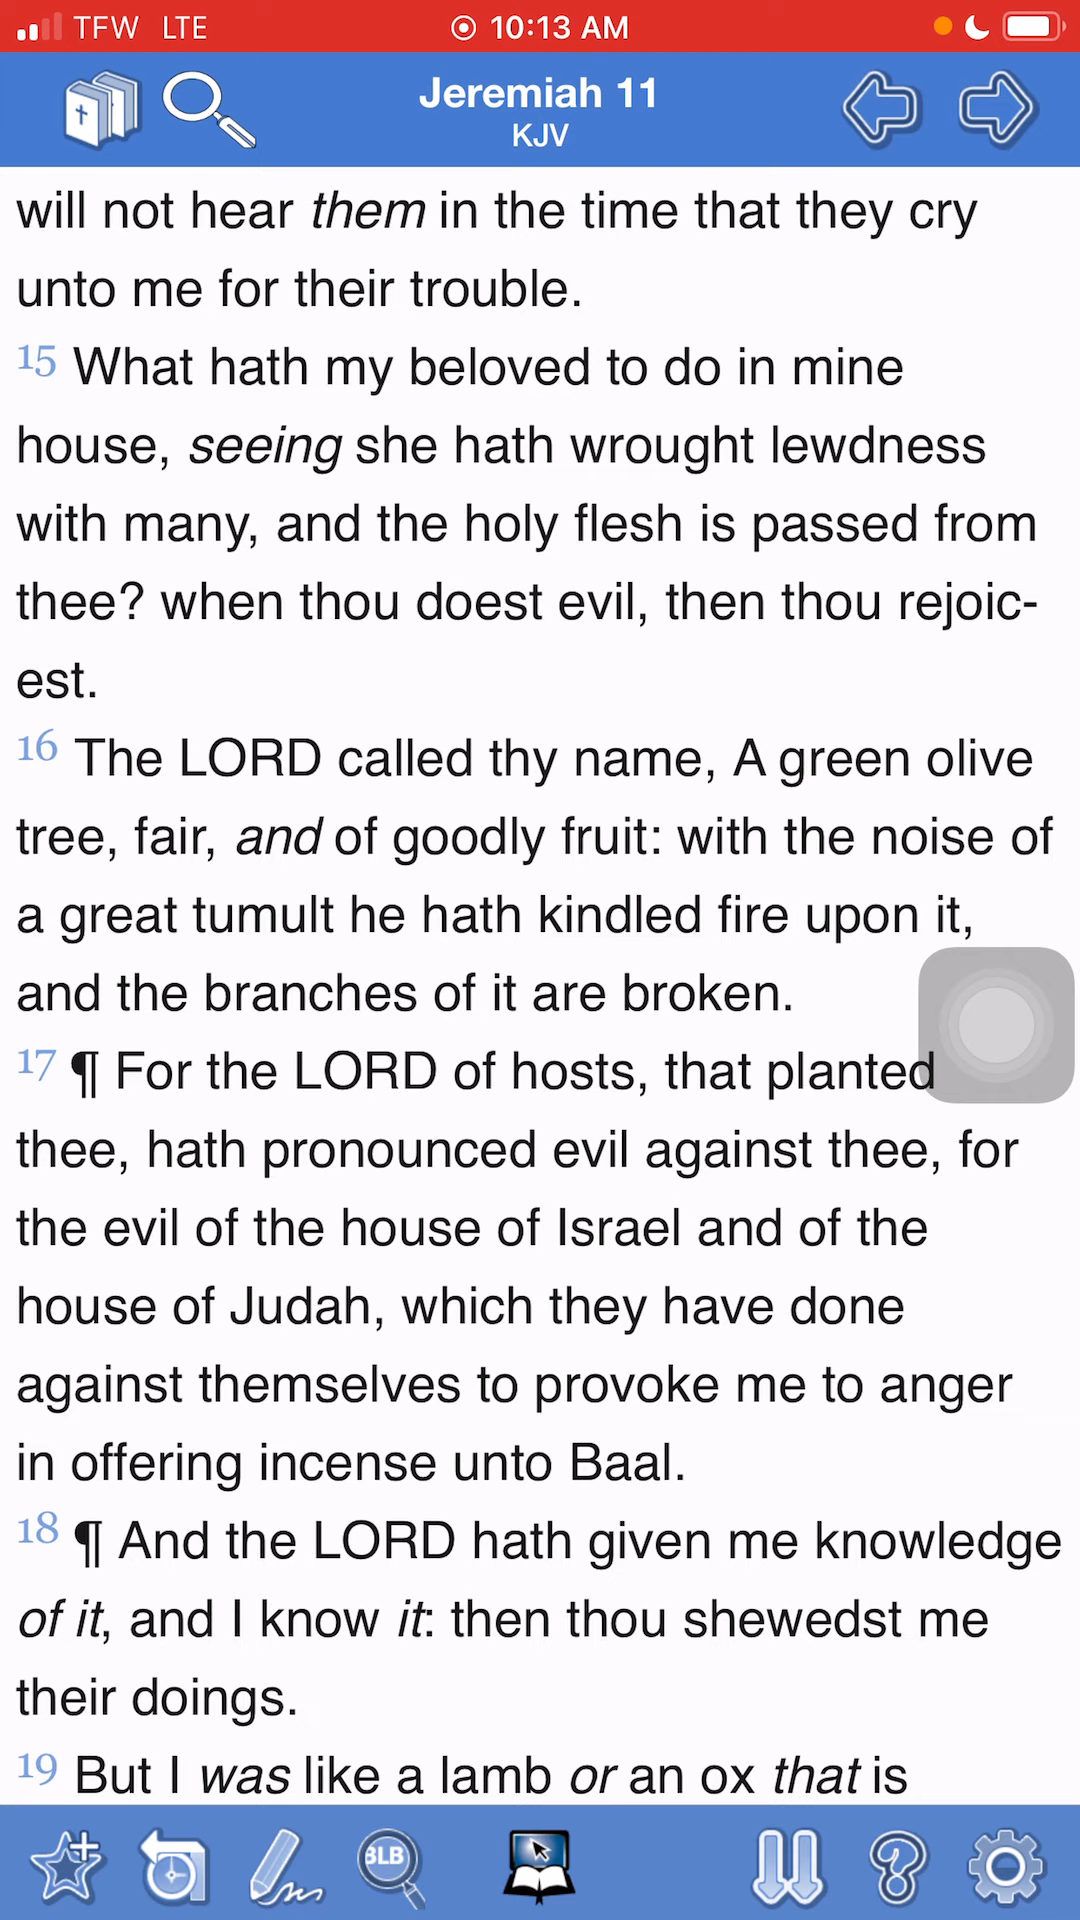 TFW LTE 10:13 AM
Jeremiah 11
KJV
will not hear them in the time that they cry
unto me for their trouble.
15 What hath my beloved to do in mine
house, seeing she hath wrought lewdness
with many, and the holy flesh is passed from
thee? when thou doest evil, then thou rejoic-
est.
16 The LORD called thy name, A green olive
tree, fair, and of goodly fruit: with the noise of
a great tumult he hath kindled fire upon it,
and the branches of it are broken.
17 ¶ For the LORD of hosts, that planted
thee, hath pronounced evil against thee, for
the evil of the house of Israel and of the
house of Judah, which they have done
against themselves to provoke me to anger
in offering incense unto Baal.
18 ¶ And the LORD hath given me knowledge
of it, and I know it: then thou shewedst me
their doings.
19 But I was like a lamb or an ox that is
BLB